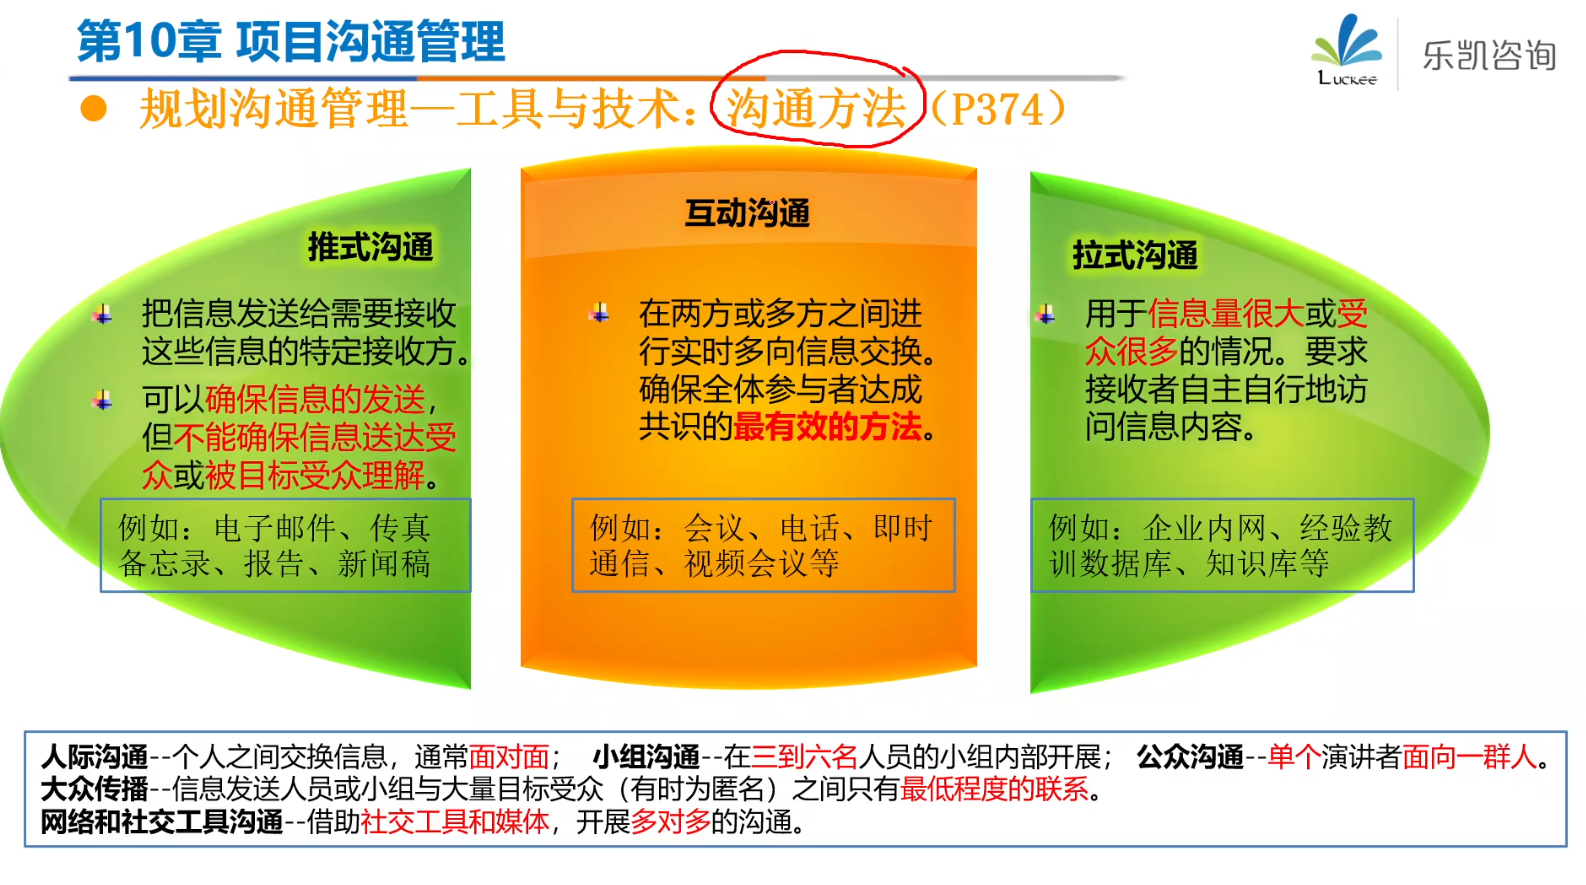 第10章 项目沟通管理
Luckee
乐凯咨询
规划沟通管理—工具与技术：沟通方法（P374）
推式沟通
把信息发送给需要接收
这些信息的特定接收方。
可以确保信息的发送，
但不能确保信息送达受
众或被目标受众理解。
例如：电子邮件、传真
备忘录、报告、新闻稿
互动沟通
在两方或多方之间进
行实时多向信息交换。
确保全体参与者达成
共识的最有效的方法。
例如：会议、电话、即时
通信、视频会议等
拉式沟通
用于信息量很大或受
众很多的情况。要求
接收者自主自行地访
问信息内容。
例如：企业内网、经验教
训数据库、知识库等
人际沟通--个人之间交换信息，通常面对面； 小组沟通--在三到六名人员的小组内部开展； 公众沟通--单个演讲者面向一群人。
大众传播--信息发送人员或小组与大量目标受众（有时为匿名）之间只有最低程度的联系。
网络和社交工具沟通--借助社交工具和媒体，开展多对多的沟通。